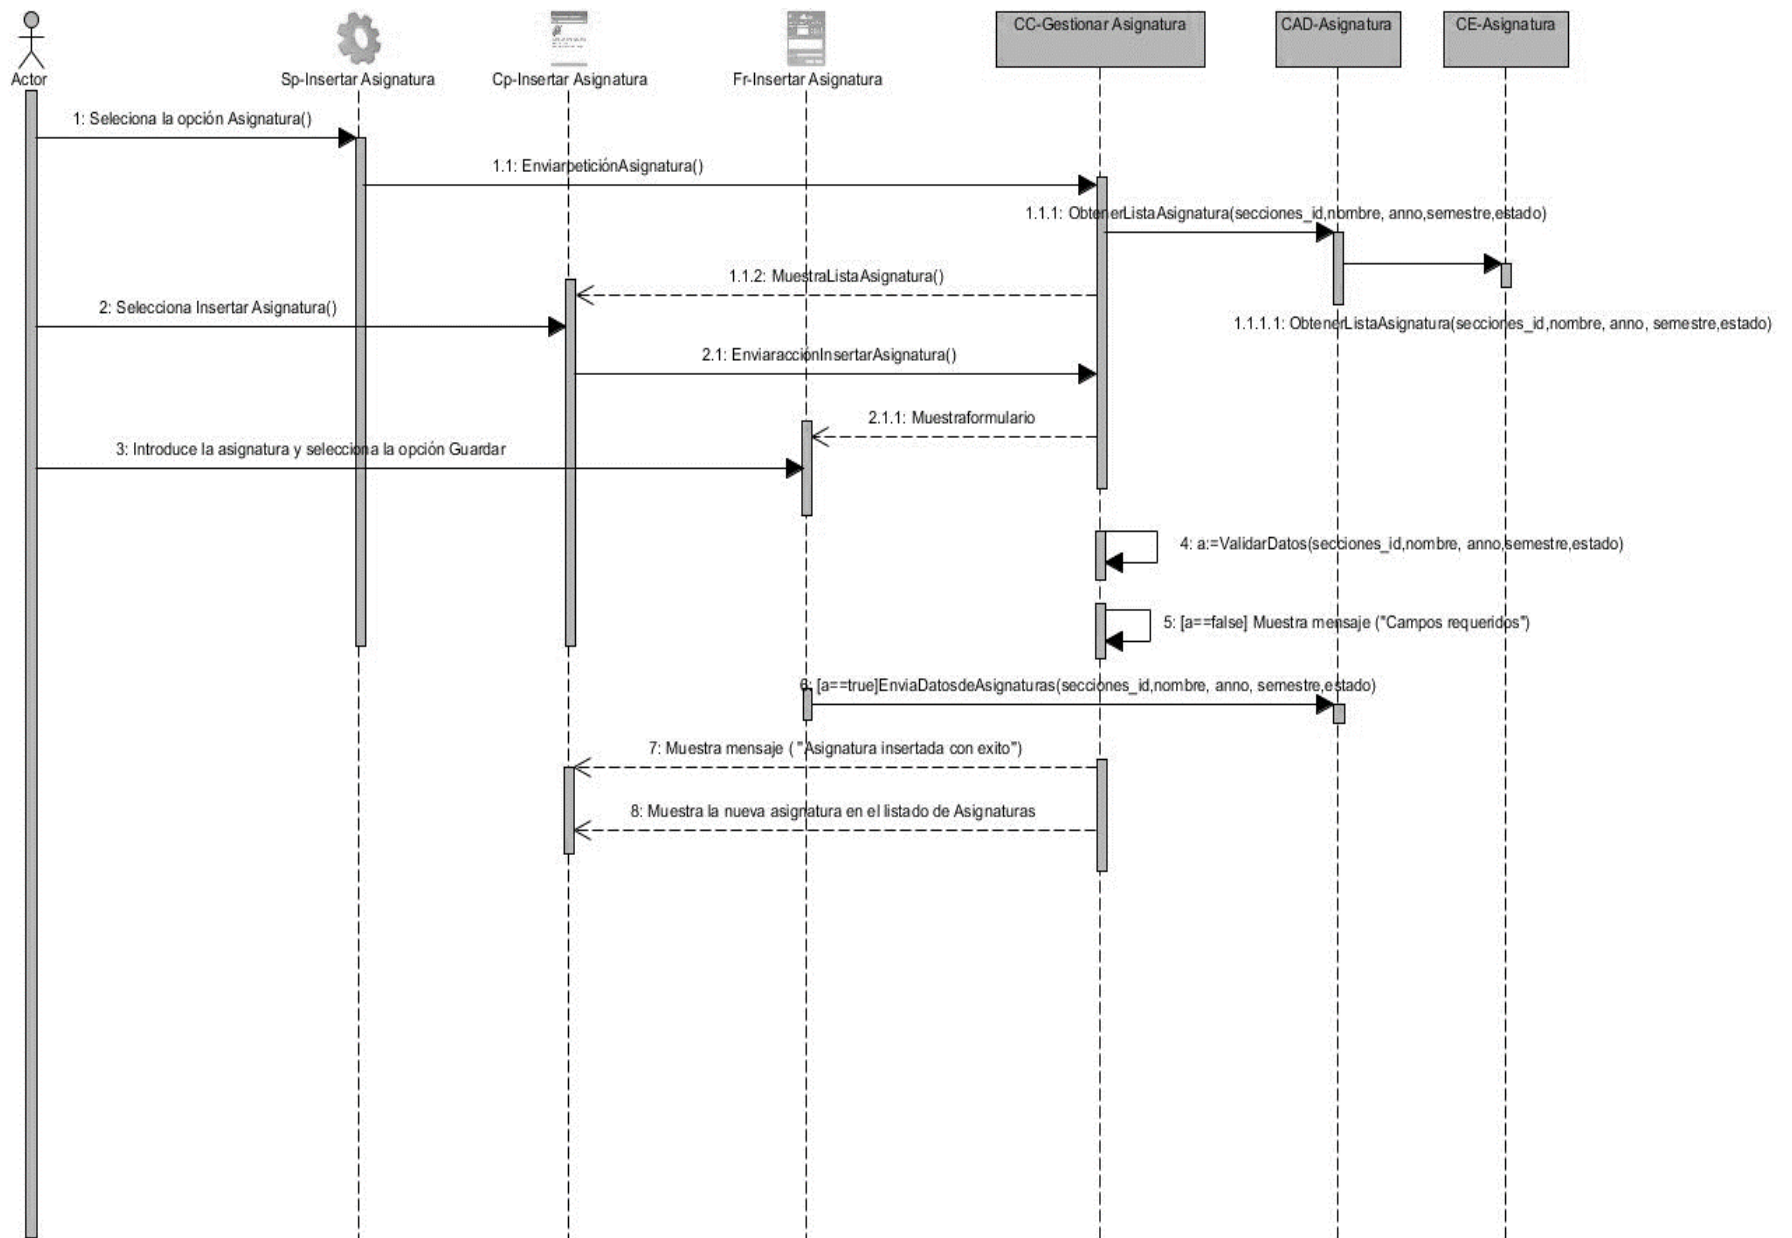 Actor
Sp-Insertar Asignatura
Cp-Insertar Asignatura
Fr-Insertar Asignatura
CC-Gestionar Asignatura
CAD-Asignatura
CE-Asignatura
1: Seleciona la opción Asignatura()
1.1: EnviarpeticiónAsignatura()
1.1.1: ObtenerListaAsignatura(secciones_id,nombre, anno,semestre,estado)
1.1.2: MuestraListaAsignatura()
2: Selecciona Insertar Asignatura()
1.1.1.1: ObtenerListaAsignatura(secciones_id,nombre, anno, semestre,estado)
2.1: EnviaracciónInsertarAsignatura()
2.1.1: Muestraformulario
3: Introduce la asignatura y selecciona la opción Guardar
4: a:=ValidarDatos(secciones_id,nombre, anno,semestre,estado)
5: [a==false] Muestra mensaje ("Campos requeridos")
6: [a==true]EnviaDatosdeAsignaturas(secciones_id,nombre, anno, semestre,estado)
7: Muestra mensaje ( "Asignatura insertada con exito")
8: Muestra la nueva asignatura en el listado de Asignaturas